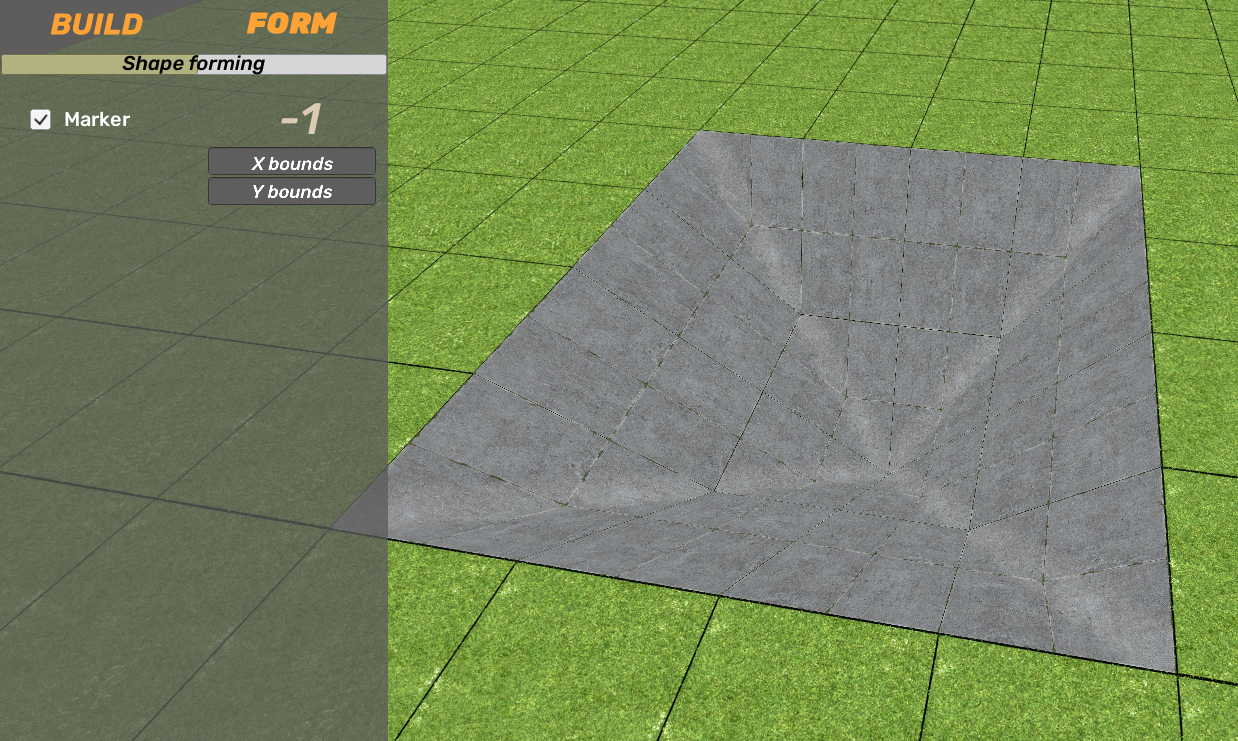 BUILD FORM
Shape forming
Marker -1
X bounds
Y bounds